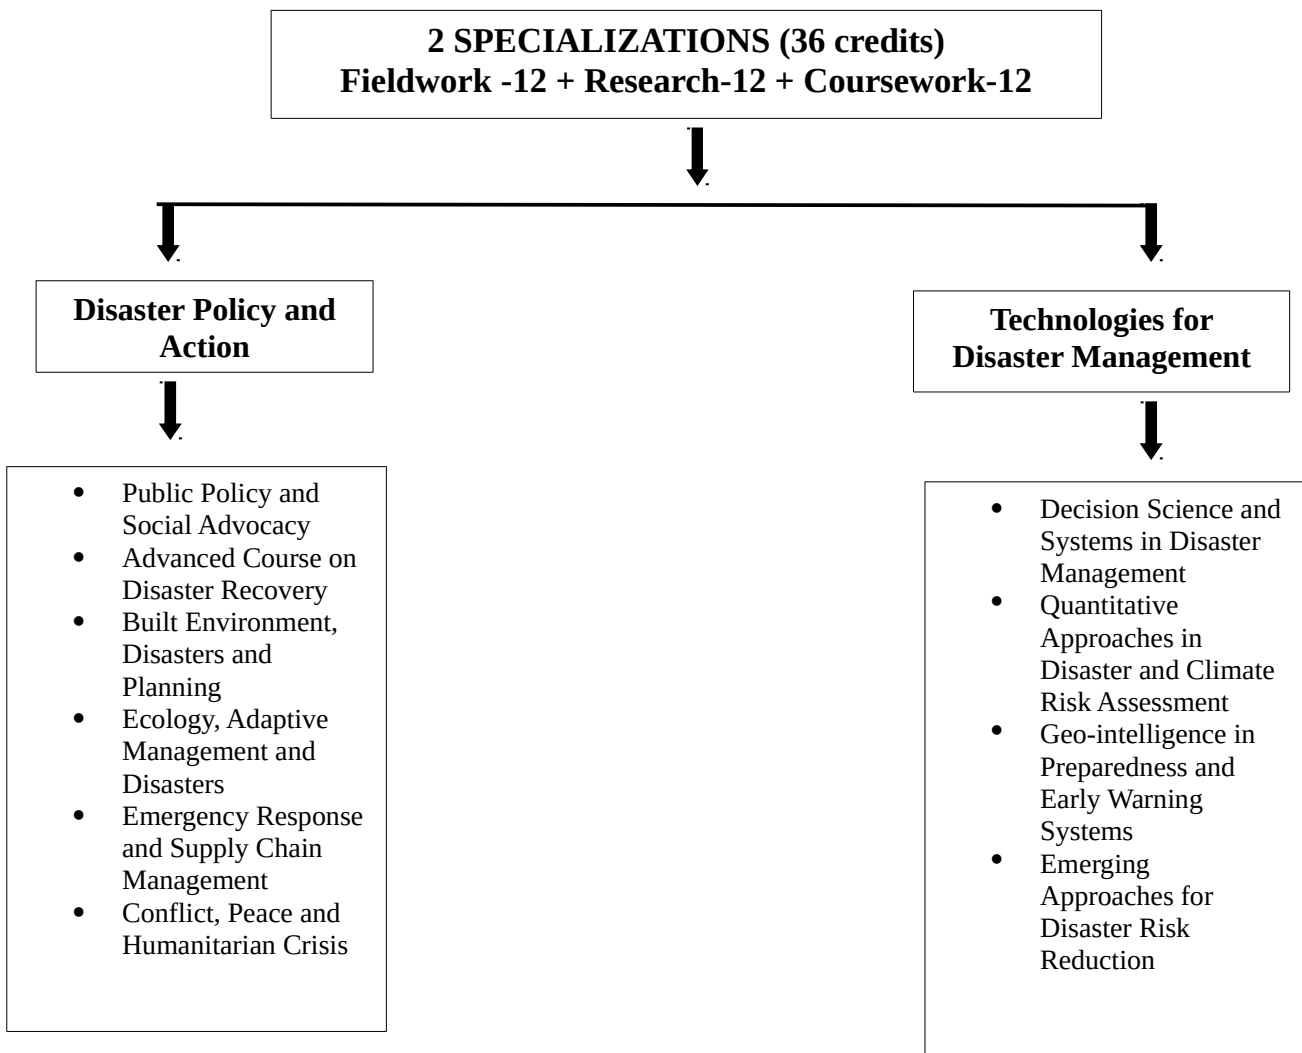 2 SPECIALIZATIONS (36 credits)
Fieldwork -12 + Research-12 + Coursework-12
Disaster Policy and
Action
Technologies for
Disaster Management
• Public Policy and
Social Advocacy
• Advanced Course on
Disaster Recovery
• Built Environment,
Disasters and
Planning
• Ecology, Adaptive
Management and
Disasters
• Emergency Response
and Supply Chain
Management
• Conflict, Peace and
Humanitarian Crisis
• Decision Science and
Systems in Disaster
Management
• Quantitative
Approaches in
Disaster and Climate
Risk Assessment
• Geo-intelligence in
Preparedness and
Early Warning
Systems
• Emerging
Approaches for
Disaster Risk
Reduction